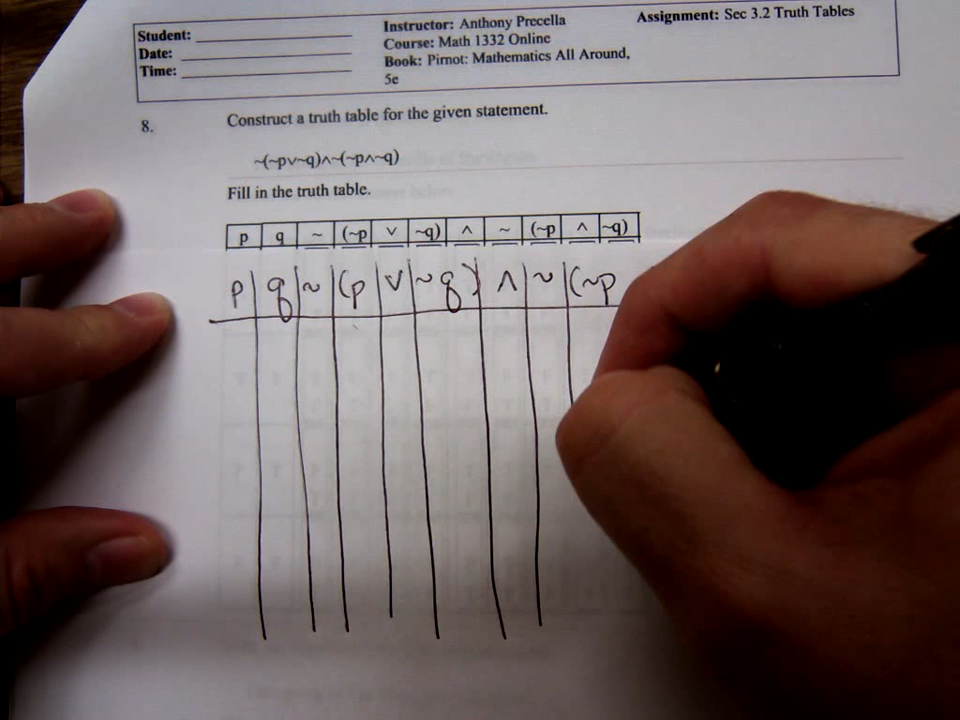 Student: Instructor: Anthony Precella Assignment: Sec 3.2 Truth Tables
Date: Course: Math 1332 Online
Time: Book: Pirnot: Mathematics All Around,
5e
8. Construct a truth table for the given statement.
~(~p∨~q)∧~(~p∧~q)
Fill in the truth table.
p q ~ (~p ∨ ~q) ∧ ~ (~p ∧ ~q)
p q ~ (p ∨ ~q) ∧ ~ (~p